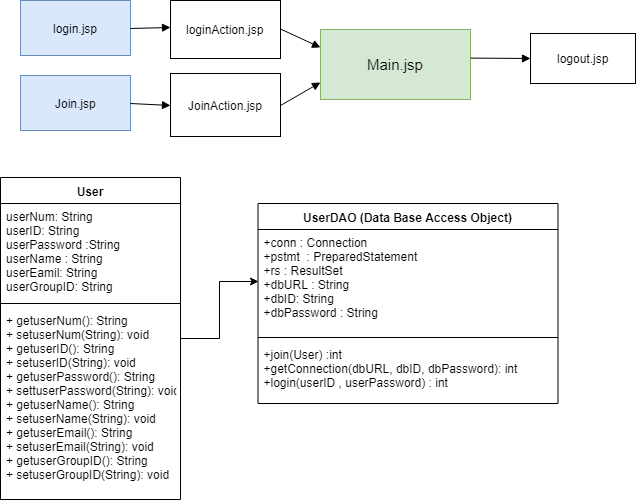 login.jsp
loginAction.jsp
Main.jsp
logout.jsp
Join.jsp
JoinAction.jsp
User
userNum: String
userID: String
userPassword :String
userName : String
userEamil: String
userGroupID: String
+ getuserNum(): String
+ setuserNum(String): void
+ getuserID(): String
+ setuserID(String): void
+ getuserPassword(): String
+ settuserPassword(String): void
+ getuserName(): String
+ setuserName(String): void
+ getuserEmail(): String
+ setuserEmail(String): void
+ getuserGroupID(): String
+ setuserGroupID(String): void
UserDAO (Data Base Access Object)
+conn : Connection
+pstmt : PreparedStatement
+rs : ResultSet
+dbURL : String
+dbID: String
+dbPassword : String
+join(User) :int
+getConnection(dbURL, dbID, dbPassword): int
+login(userID , userPassword) : int